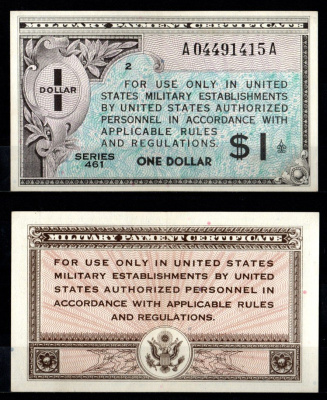 MILITARY PAYMENT CERTIFICATE
A04491415A
2
1
DOLLAR
FOR USE ONLY IN UNITED
STATES MILITARY ESTABLISHMENTS
BY UNITED STATES AUTHORIZED
PERSONNEL IN ACCORDANCE WITH
APPLICABLE RULES
AND REGULATIONS.
SERIES
461
ONE DOLLAR
$1
MILITARY PAYMENT CERTIFICATE
FOR USE ONLY IN UNITED STATES
MILITARY ESTABLISHMENTS BY UNITED
STATES AUTHORIZED PERSONNEL IN
ACCORDANCE WITH APPLICABLE RULES
AND REGULATIONS.